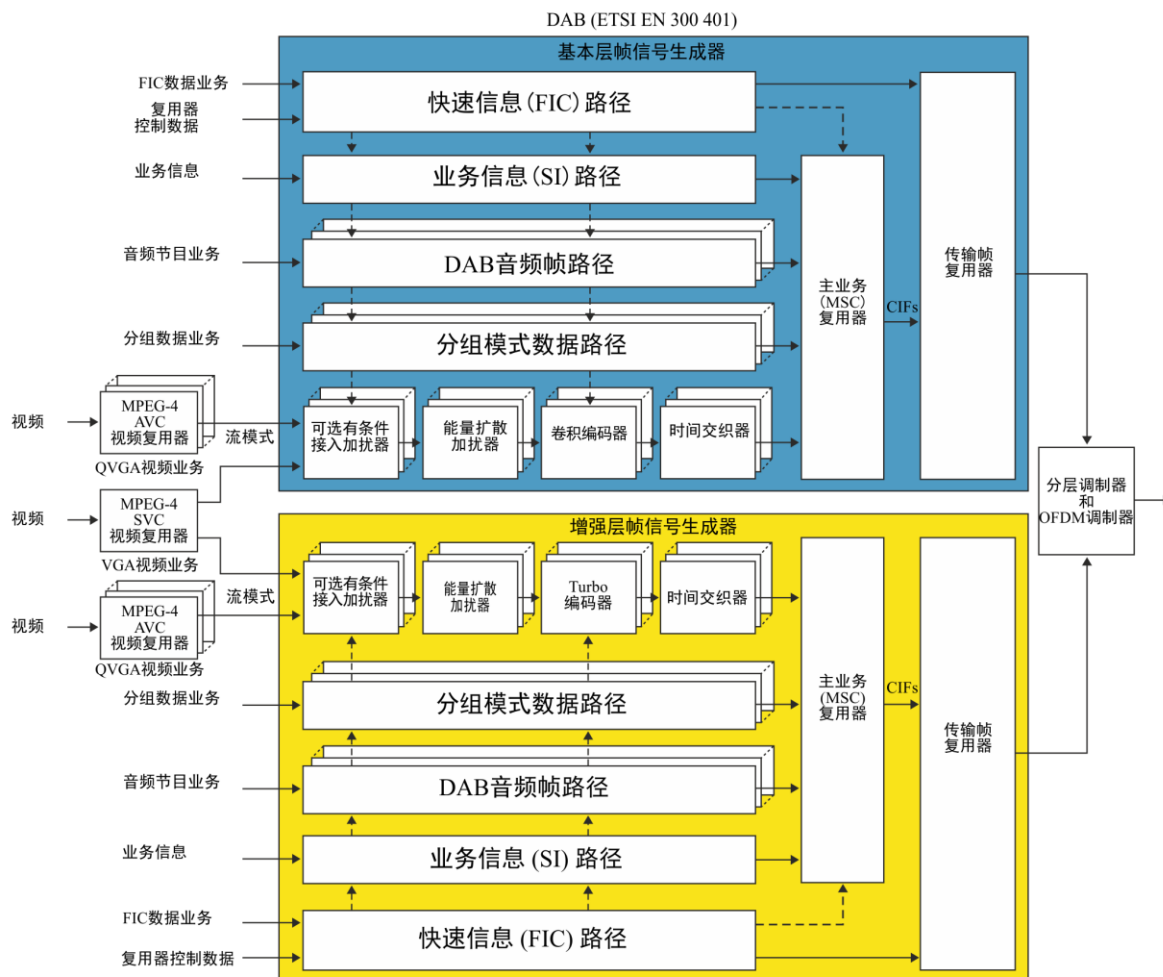 DAB (ETSI EN 300 401)
基本层帧信号生成器
FIC数据业务
复用器
控制数据
快速信息(FIC)路径
业务信息
业务信息(SI)路径
音频节目业务
DAB音频帧路径
分组数据业务
分组模式数据路径
主业务
(MSC)
复用器
CIFs
传输帧
复用器
视频
MPEG-4
AVC
视频复用器
QVGA视频业务
流模式
可选有条件
接入加扰器
能量扩散
加扰器
卷积编码器
时间交织器
视频
MPEG-4
SVC
视频复用器
VGA视频业务
分层调制器
和
OFDM调制器
增强层帧信号生成器
视频
MPEG-4
AVC
视频复用器
QVGA视频业务
流模式
可选有条件
接入加扰器
能量扩散
加扰器
Turbo
编码器
时间交织器
分组数据业务
分组模式数据路径
主业务
(MSC)
复用器
CIFs
传输帧
复用器
音频节目业务
DAB音频帧路径
业务信息
业务信息 (SI) 路径
FIC数据业务
复用器控制数据
快速信息 (FIC) 路径